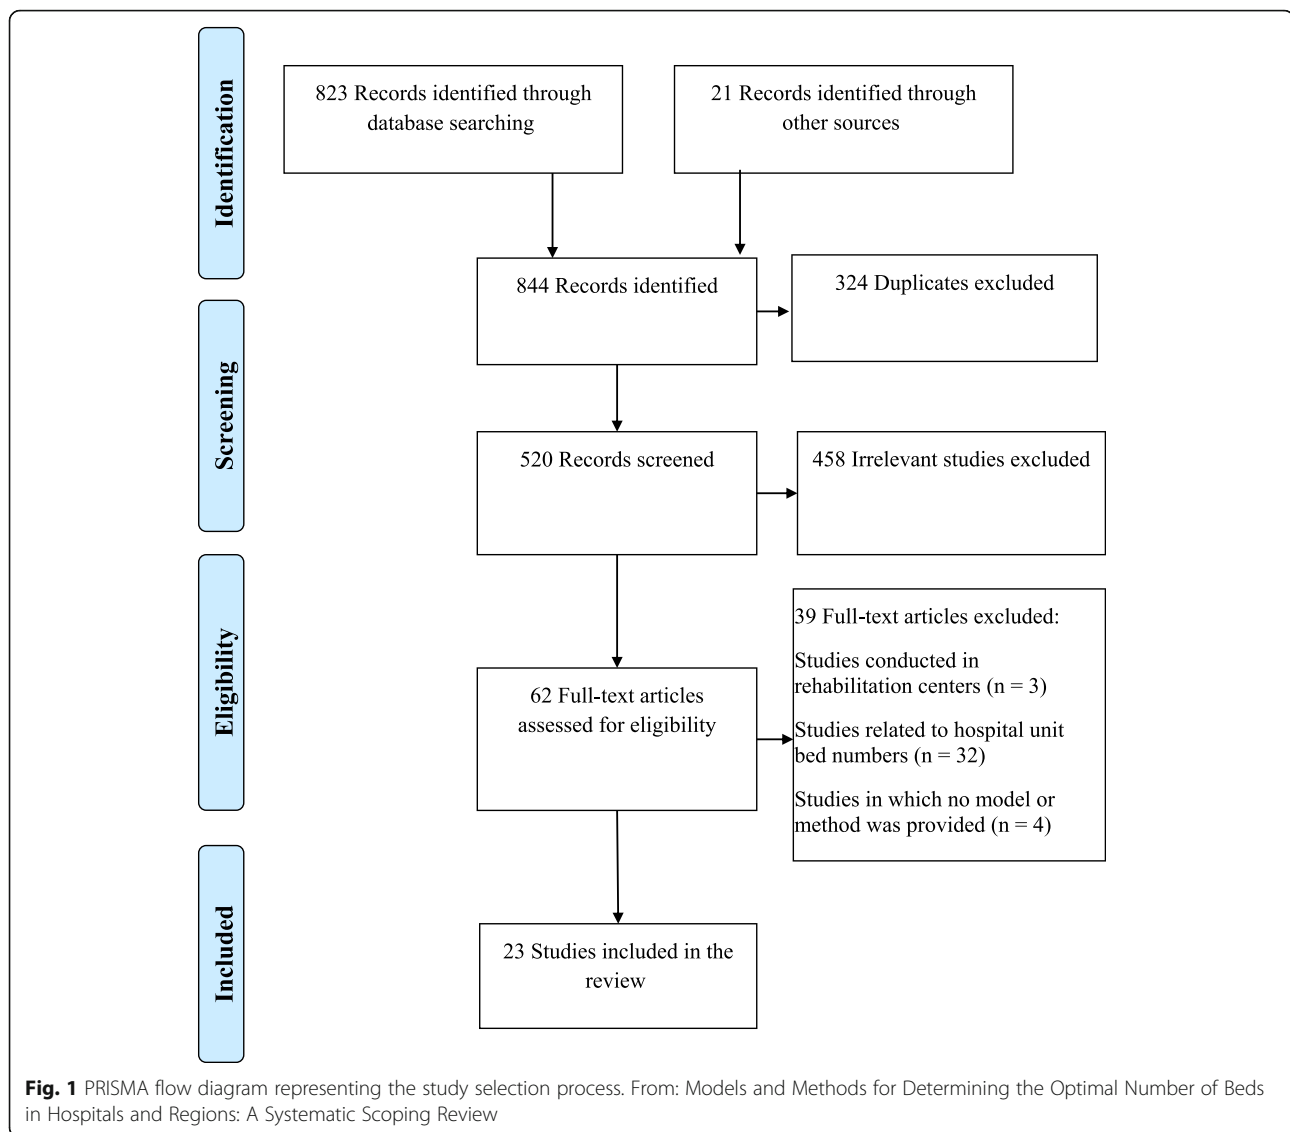 Identification
823 Records identified through
database searching
21 Records identified through
other sources
844 Records identified
324 Duplicates excluded
Screening
520 Records screened
458 Irrelevant studies excluded
Eligibility
62 Full-text articles
assessed for eligibility
39 Full-text articles excluded:
Studies conducted in
rehabilitation centers (n = 3)
Studies related to hospital unit
bed numbers (n = 32)
Studies in which no model or
method was provided (n = 4)
Included
23 Studies included in the
review
Fig. 1 PRISMA flow diagram representing the study selection process. From: Models and Methods for Determining the Optimal Number of Beds
in Hospitals and Regions: A Systematic Scoping Review